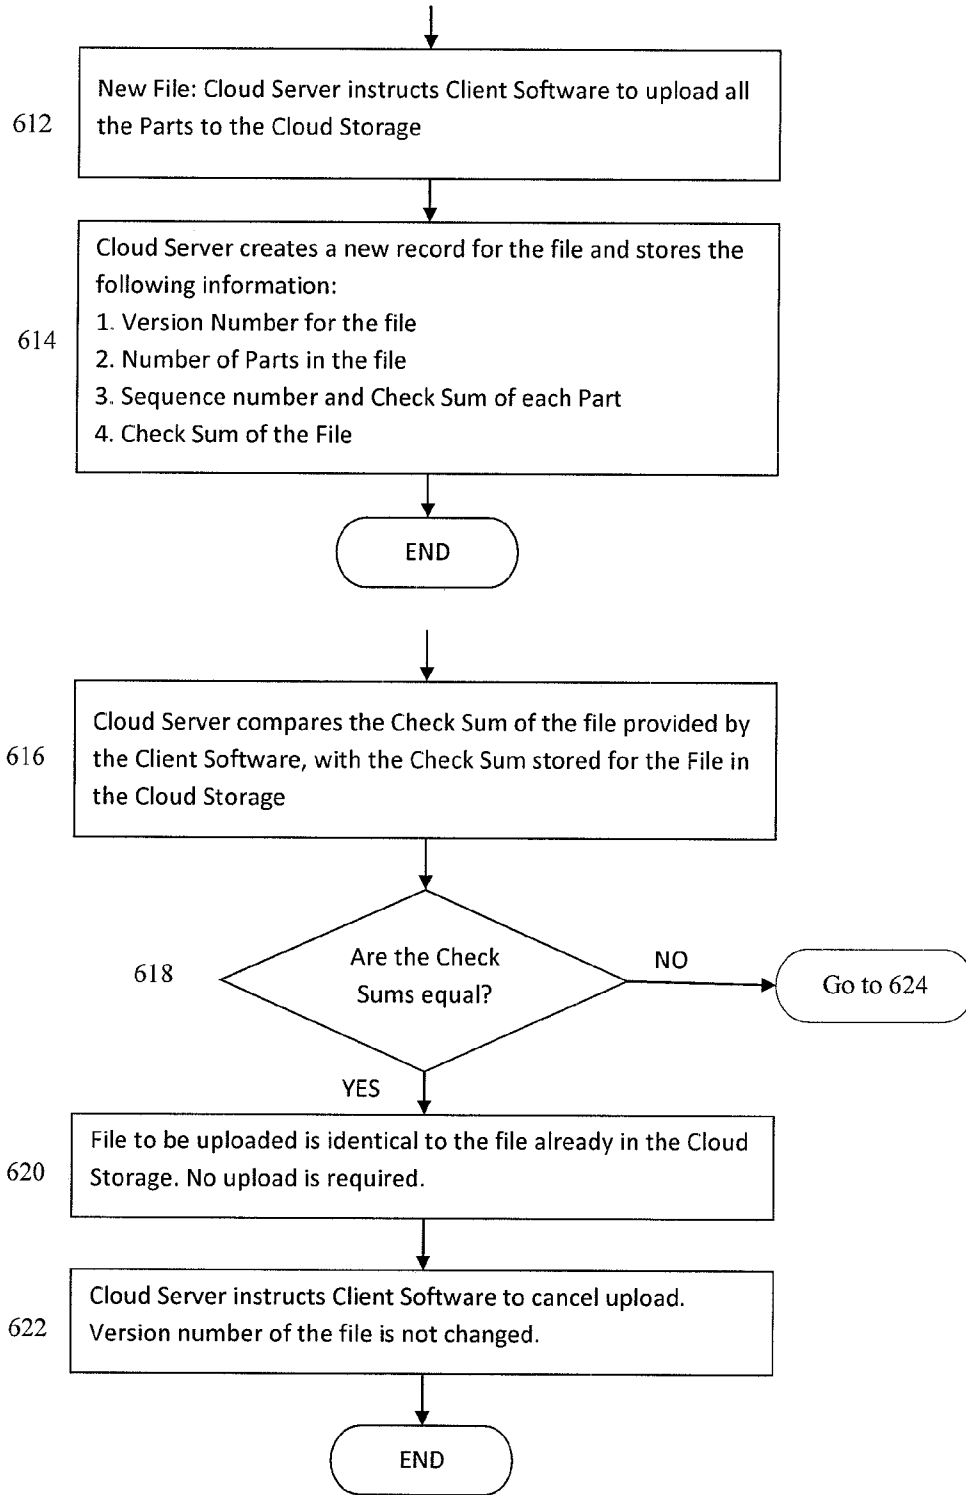 New File: Cloud Server instructs Client Software to upload all
the Parts to the Cloud Storage
612
Cloud Server creates a new record for the file and stores the
following information:
1. Version Number for the file
2. Number of Parts in the file
3. Sequence number and Check Sum of each Part
4. Check Sum of the File
614
END
Cloud Server compares the Check Sum of the file provided by
the Client Software, with the Check Sum stored for the File in
the Cloud Storage
616
Are the Check
Sums equal?
618
NO
Go to 624
YES
File to be uploaded is identical to the file already in the Cloud
Storage. No upload is required.
620
Cloud Server instructs Client Software to cancel upload.
Version number of the file is not changed.
622
END